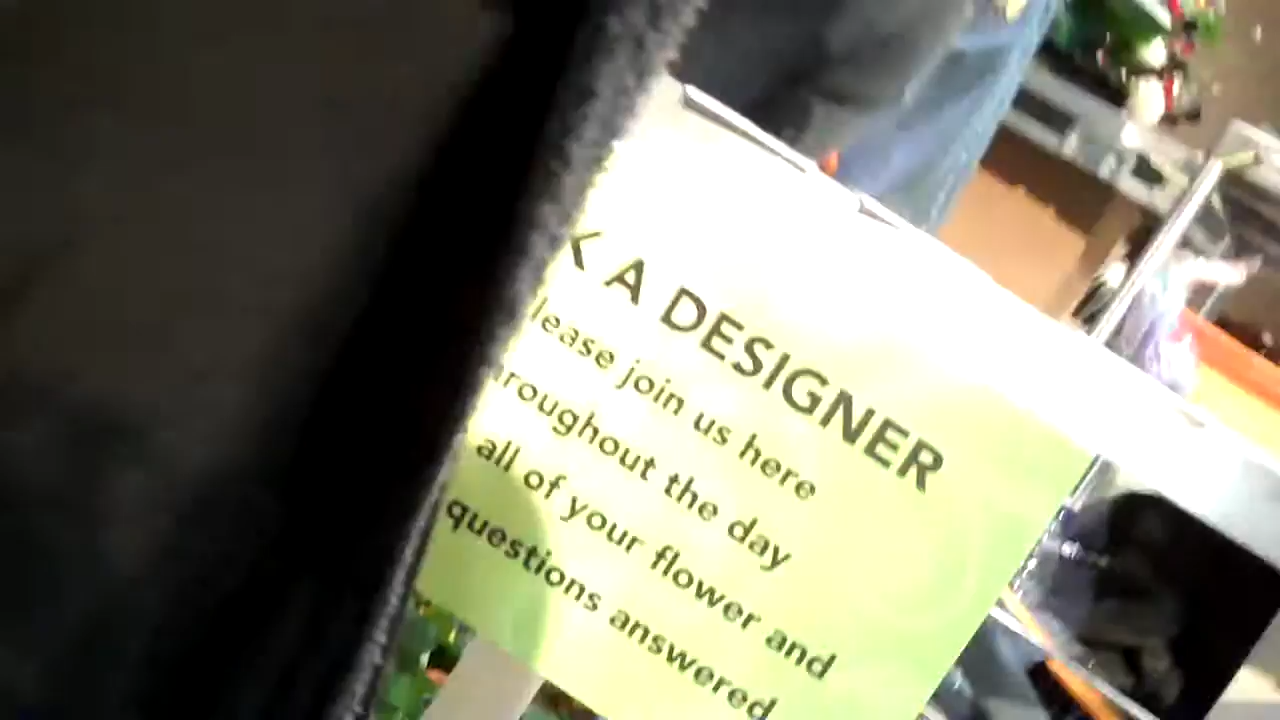 K A DESIGNER
lease join us here
roughout the day
all of your flower and
questions answered